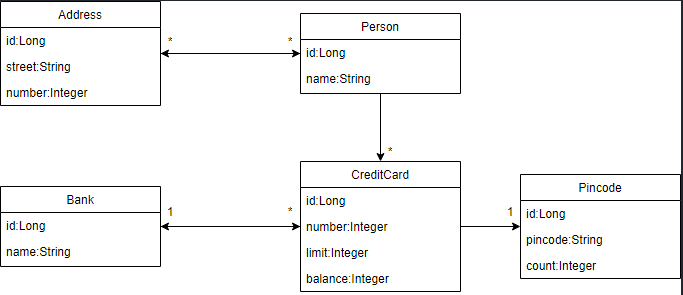 Address
id:Long
street:String
number:Integer
*
*
Person
id:Long
name:String
*
Bank
id:Long
name:String
1
*
CreditCard
id:Long
number:Integer
limit:Integer
balance:Integer
1
Pincode
id:Long
pincode:String
count:Integer